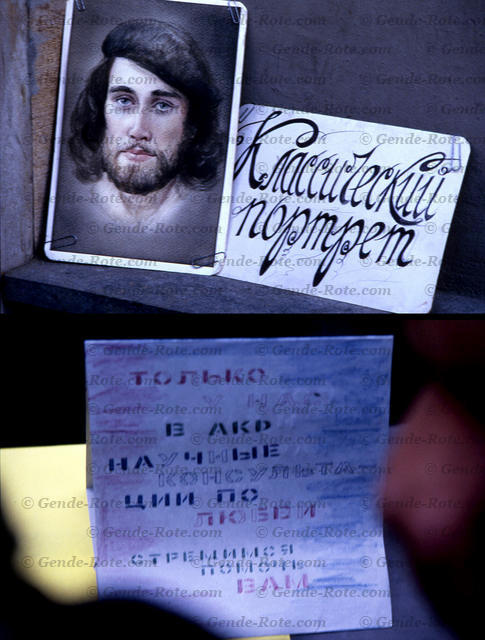 Классический
портрет
ТОЛЬКО
У НАС
В АКР
НАУЧНЫЕ
КОНСУЛЬТА
ЦИИ ПО
ЛЮБВИ
СТРЕМИМСЯ
ПОМОЧЬ
ВАМ
© Gende-Rote.com